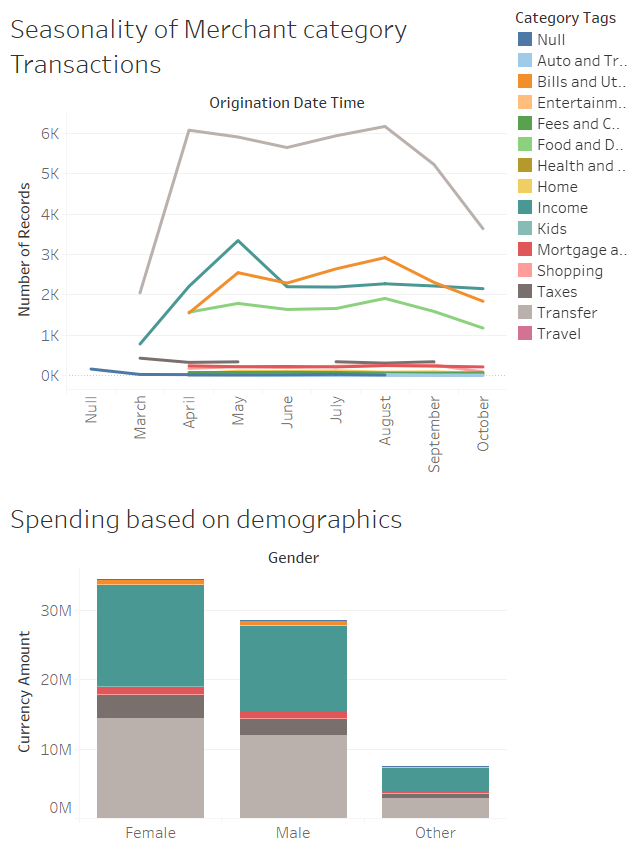 Seasonality of Merchant category
Transactions
Origination Date Time
Number of Records
6K
5K
4K
3K
2K
1K
0K
Null
March
April
May
June
July
August
September
October
Category Tags
Null
Auto and Tr..
Bills and Ut..
Entertainm..
Fees and C..
Food and D..
Health and ..
Home
Income
Kids
Mortgage a..
Shopping
Taxes
Transfer
Travel
Spending based on demographics
Gender
Currency Amount
30M
20M
10M
0M
Female
Male
Other